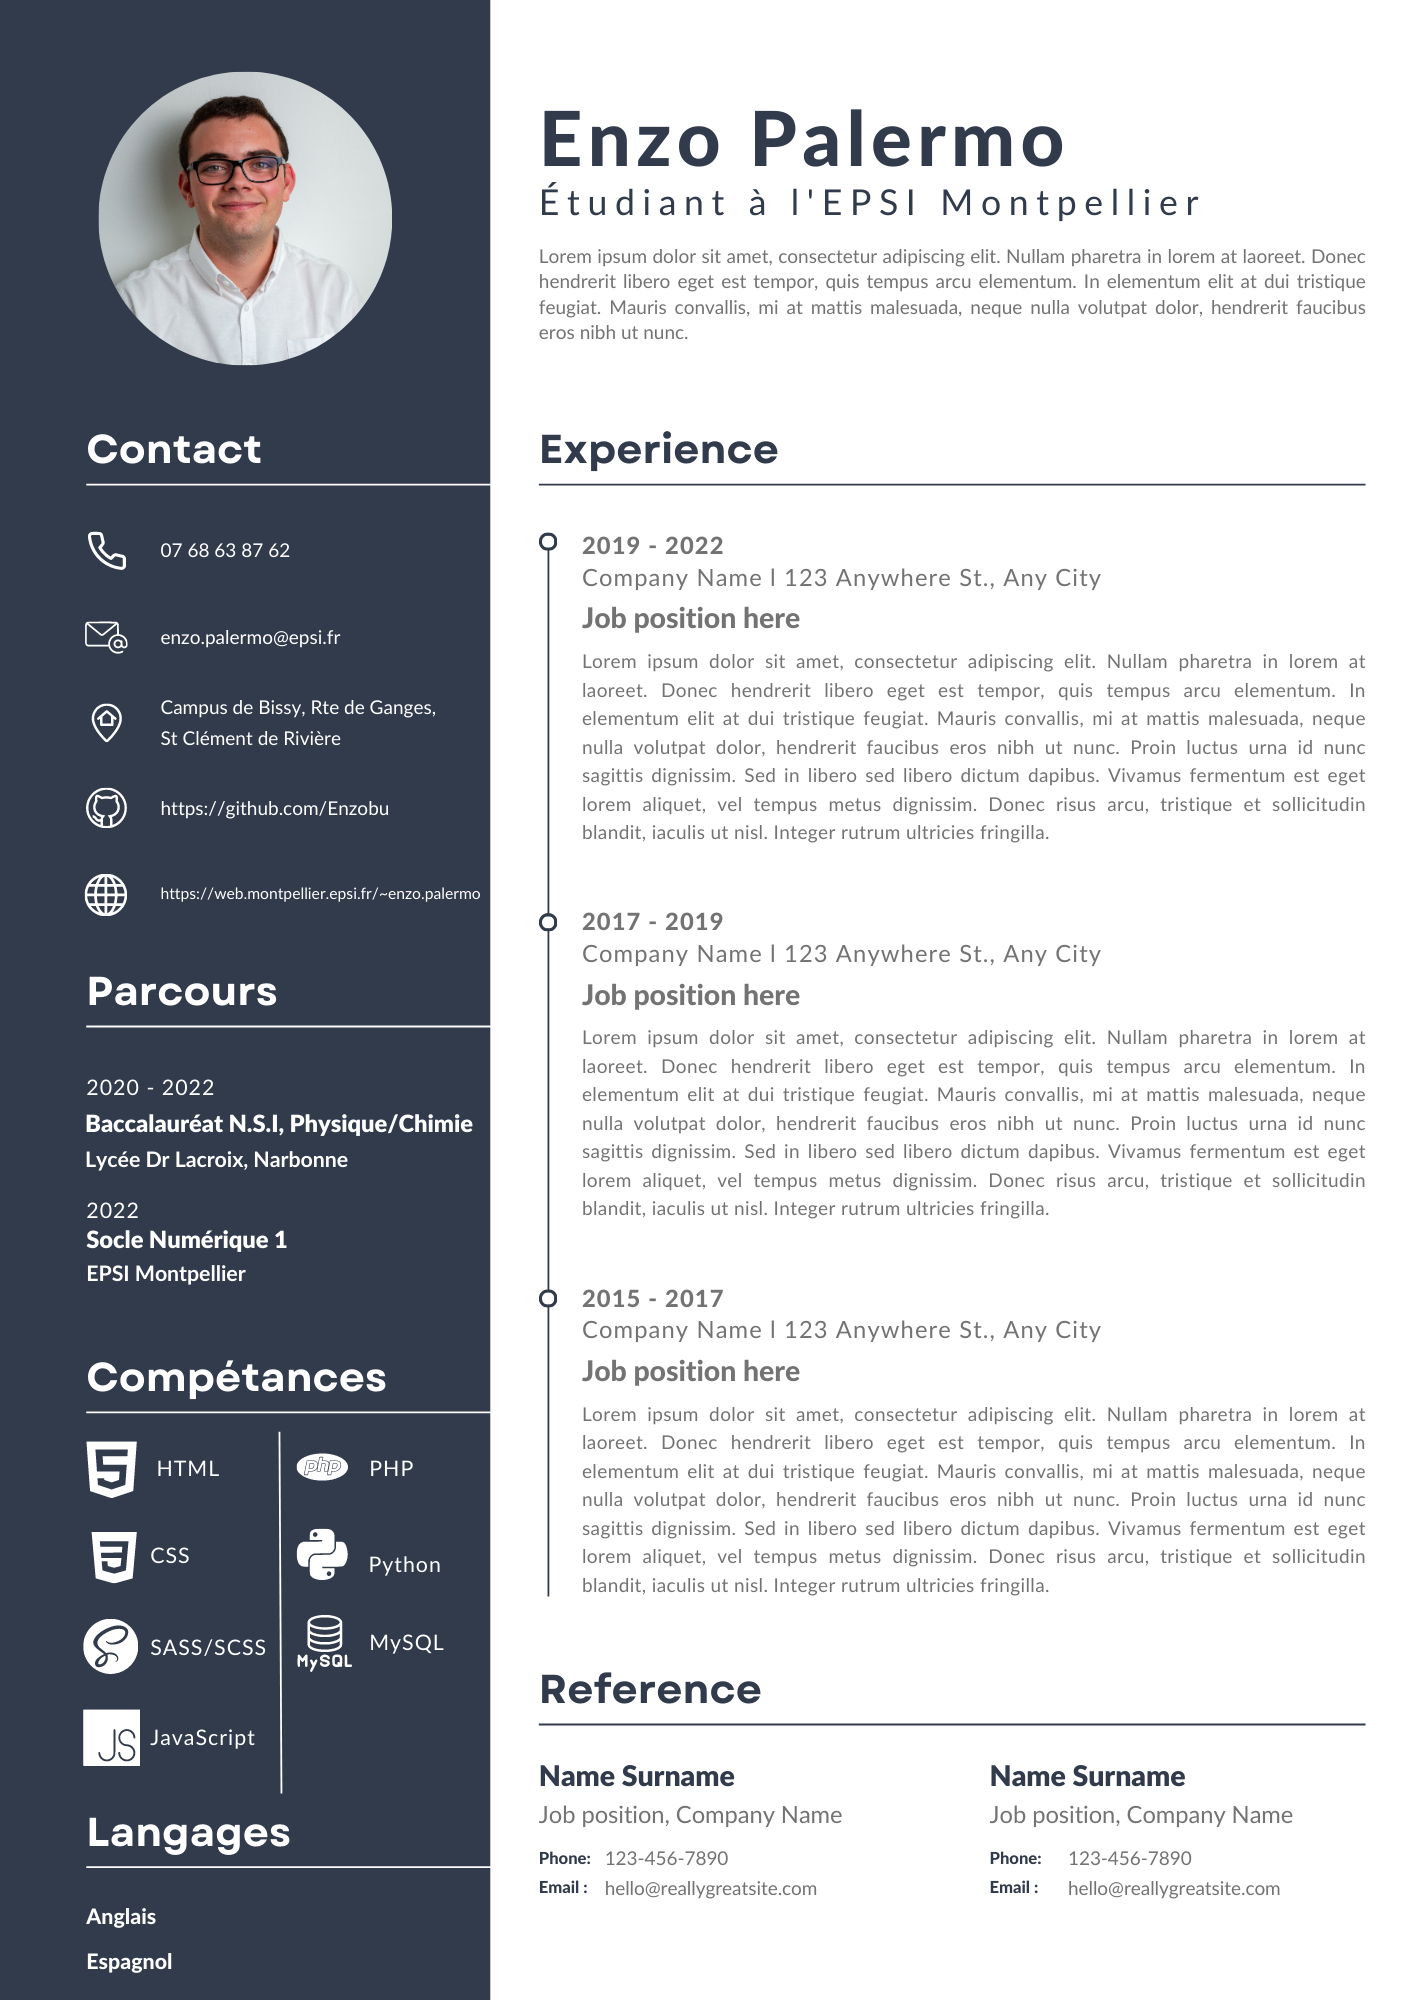 Enzo Palermo
Étudiant à l'EPSI Montpellier
Lorem ipsum dolor sit amet, consectetur adipiscing elit. Nullam pharetra in lorem at laoreet. Donec
hendrerit libero eget est tempor, quis tempus arcu elementum. In elementum elit at dui tristique
feugiat. Mauris convallis, mi at mattis malesuada, neque nulla volutpat dolor, hendrerit faucibus
eros nibh ut nunc.
Contact
07 68 63 87 62
enzo.palermo@epsi.fr
Campus de Bissy, Rte de Ganges,
St Clément de Rivière
https://github.com/Enzobu
https://web.montpellier.epsi.fr/~enzo.palermo
Parcours
2020 - 2022
Baccalauréat N.S.I, Physique/Chimie
Lycée Dr Lacroix, Narbonne
2022
Socle Numérique 1
EPSI Montpellier
Compétances
HTML
CSS
SASS/SCSS
JS JavaScript
php PHP
Python
MySQL MySQL
Langages
Anglais
Espagnol
Experience
2019 - 2022
Company Name l 123 Anywhere St., Any City
Job position here
Lorem ipsum dolor sit amet, consectetur adipiscing elit. Nullam pharetra in lorem at
laoreet. Donec hendrerit libero eget est tempor, quis tempus arcu elementum. In
elementum elit at dui tristique feugiat. Mauris convallis, mi at mattis malesuada, neque
nulla volutpat dolor, hendrerit faucibus eros nibh ut nunc. Proin luctus urna id nunc
sagittis dignissim. Sed in libero sed libero dictum dapibus. Vivamus fermentum est eget
lorem aliquet, vel tempus metus dignissim. Donec risus arcu, tristique et sollicitudin
blandit, iaculis ut nisl. Integer rutrum ultricies fringilla.
2017 - 2019
Company Name l 123 Anywhere St., Any City
Job position here
Lorem ipsum dolor sit amet, consectetur adipiscing elit. Nullam pharetra in lorem at
laoreet. Donec hendrerit libero eget est tempor, quis tempus arcu elementum. In
elementum elit at dui tristique feugiat. Mauris convallis, mi at mattis malesuada, neque
nulla volutpat dolor, hendrerit faucibus eros nibh ut nunc. Proin luctus urna id nunc
sagittis dignissim. Sed in libero sed libero dictum dapibus. Vivamus fermentum est eget
lorem aliquet, vel tempus metus dignissim. Donec risus arcu, tristique et sollicitudin
blandit, iaculis ut nisl. Integer rutrum ultricies fringilla.
2015 - 2017
Company Name l 123 Anywhere St., Any City
Job position here
Lorem ipsum dolor sit amet, consectetur adipiscing elit. Nullam pharetra in lorem at
laoreet. Donec hendrerit libero eget est tempor, quis tempus arcu elementum. In
elementum elit at dui tristique feugiat. Mauris convallis, mi at mattis malesuada, neque
nulla volutpat dolor, hendrerit faucibus eros nibh ut nunc. Proin luctus urna id nunc
sagittis dignissim. Sed in libero sed libero dictum dapibus. Vivamus fermentum est eget
lorem aliquet, vel tempus metus dignissim. Donec risus arcu, tristique et sollicitudin
blandit, iaculis ut nisl. Integer rutrum ultricies fringilla.
Reference
Name Surname
Job position, Company Name
Phone: 123-456-7890
Email : hello@reallygreatsite.com
Name Surname
Job position, Company Name
Phone: 123-456-7890
Email : hello@reallygreatsite.com